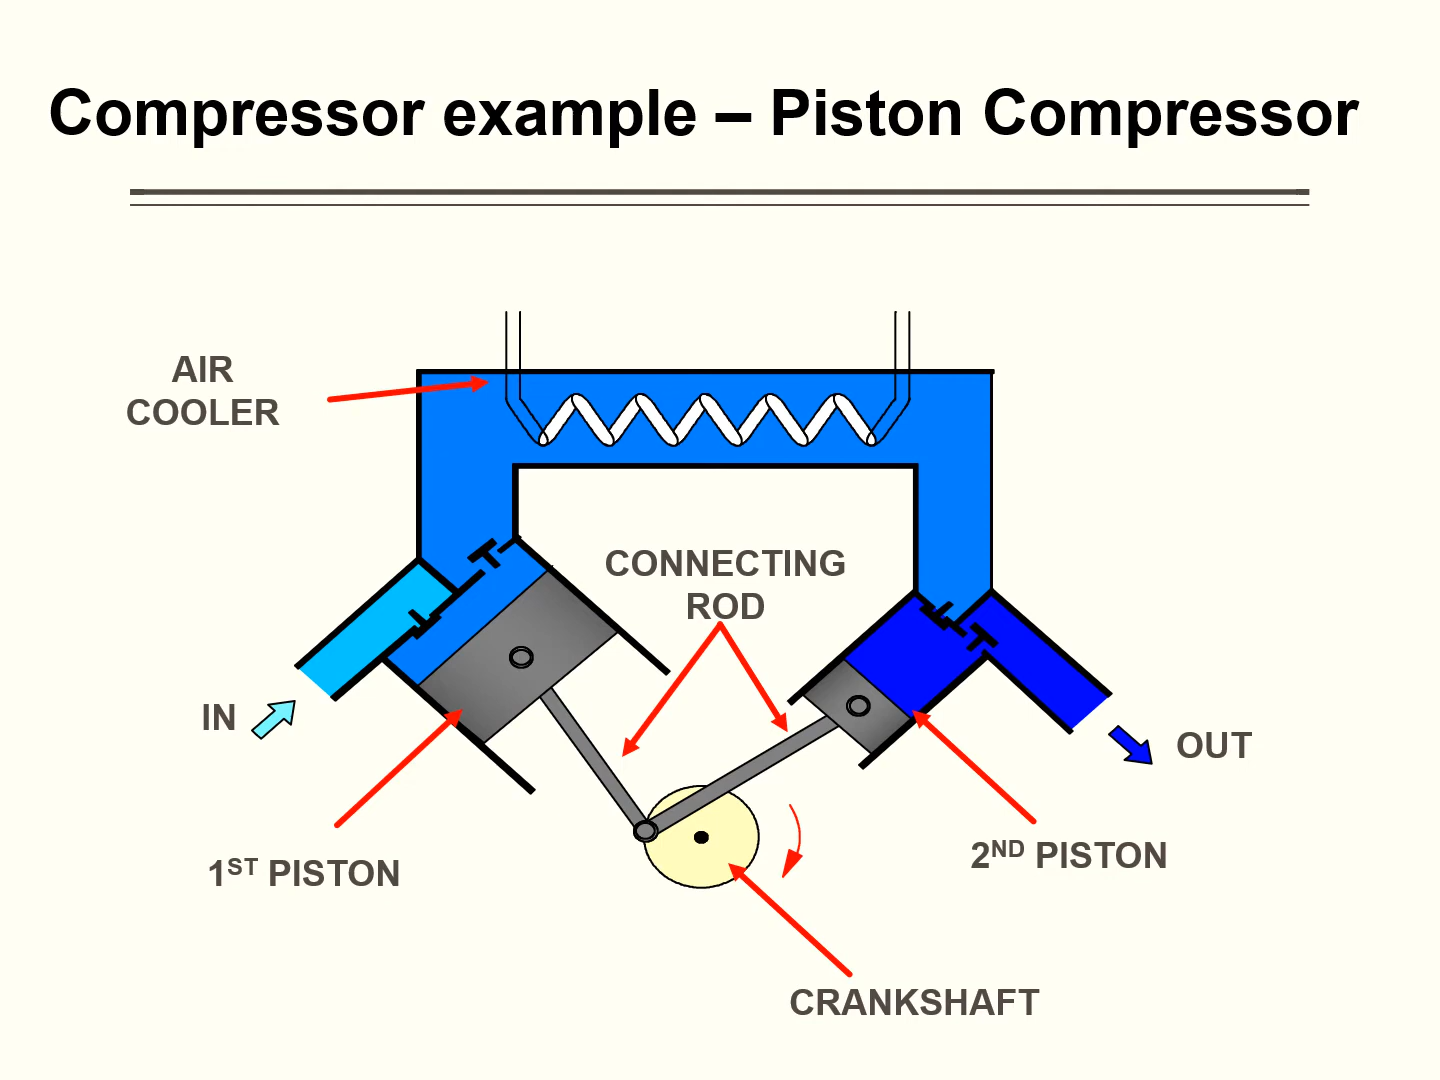 Compressor example – Piston Compressor
AIR
COOLER
CONNECTING
ROD
IN
OUT
1ST PISTON
2ND PISTON
CRANKSHAFT